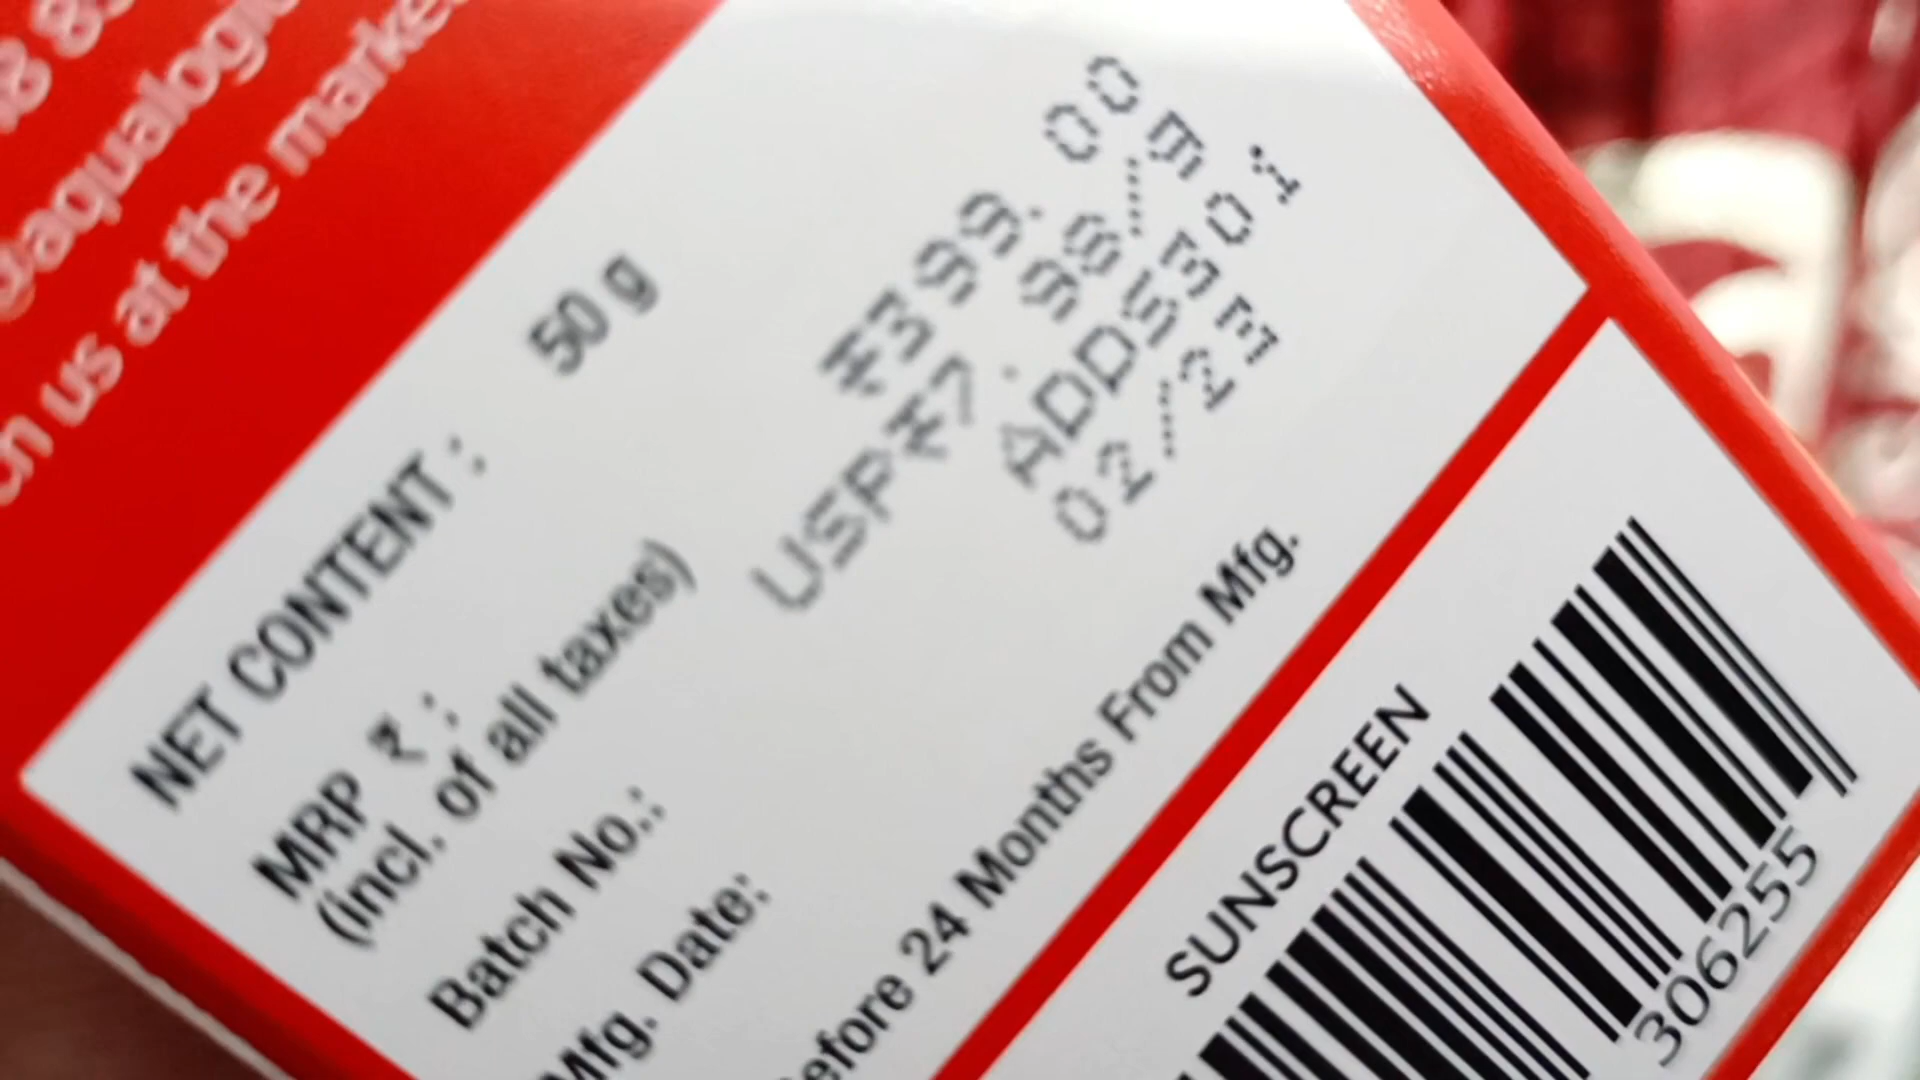 @aqualogic
us at the market
NET CONTENT : 50 g
MRP ₹ : ₹399.00
(incl. of all taxes) USP₹7.98/g
Batch No.: ADD5301
Mfg. Date: 02/23
Before 24 Months From Mfg.
SUNSCREEN
306255